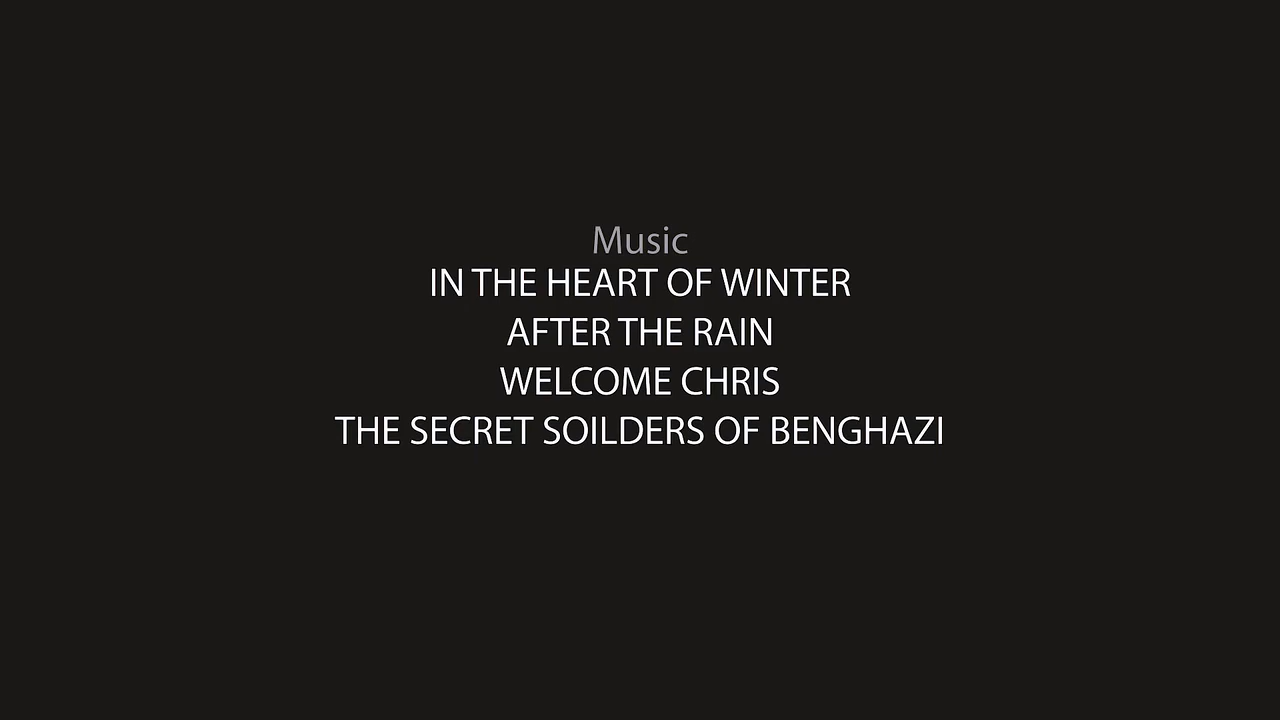 Music
IN THE HEART OF WINTER
AFTER THE RAIN
WELCOME CHRIS
THE SECRET SOILDERS OF BENGHAZI